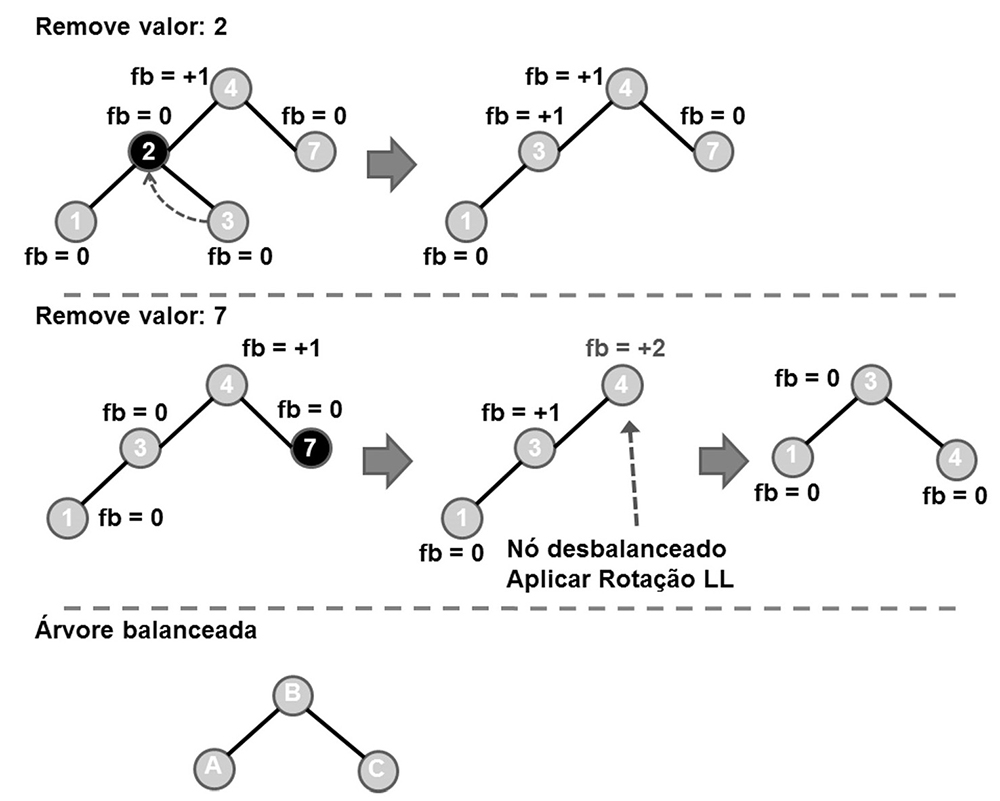 Remove valor: 2
fb = +1
4
fb = 0
2
fb = 0
7
1
fb = 0
3
fb = 0
fb = +1
4
fb = +1
3
fb = 0
7
1
fb = 0
Remove valor: 7
fb = +1
4
fb = 0
3
fb = 0
7
1
fb = 0
fb = +2
4
fb = +1
3
1
fb = 0
Nó desbalanceado
Aplicar Rotação LL
fb = 0
3
1
fb = 0
4
fb = 0
Árvore balanceada
B
A
C